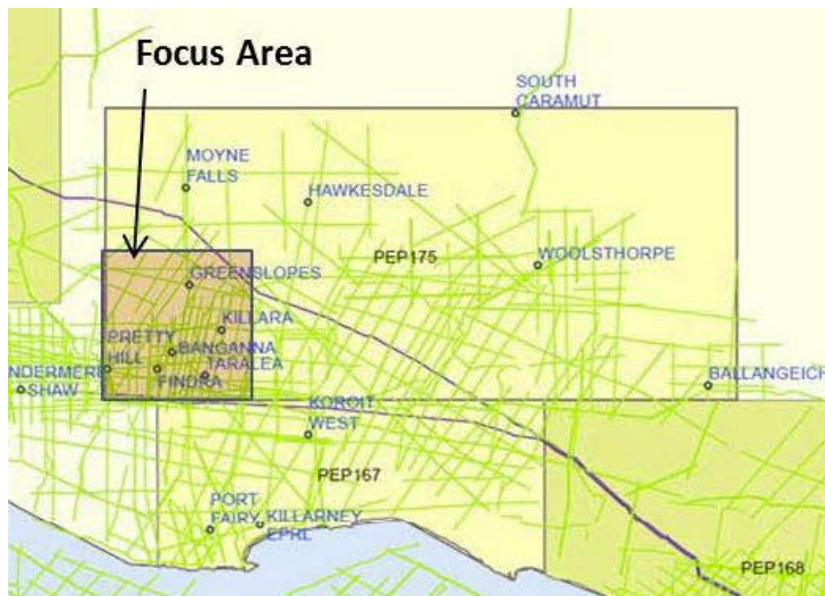 Focus Area
SOUTH
CARAMUT
MOYNE
FALLS
HAWKESDALE
PEP175
WOOLSTHORPE
GREENSLOPES
KILLARA
PRETTY
HILL
BANGANNA
TARALEA
FINDRA
NDERMERE
SHAW
BALLANGEICH
KOROIT
WEST
PEP167
PORT
FAIRY
KILLARNEY
EPRL
PEP168